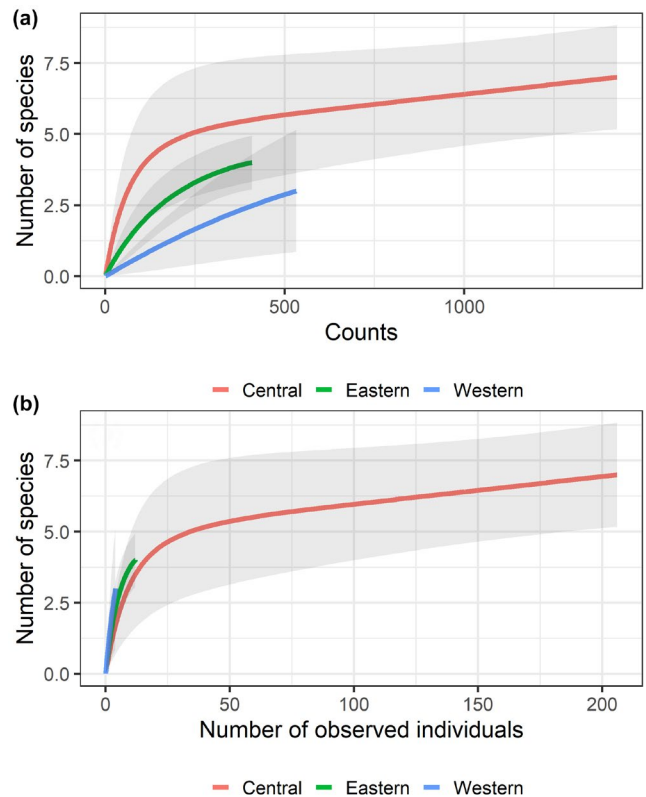 (a)
Number of species
7.5
5.0
2.5
0.0
0 500 1000
Counts
Central Eastern Western
(b)
Number of species
7.5
5.0
2.5
0.0
0 50 100 150 200
Number of observed individuals
Central Eastern Western